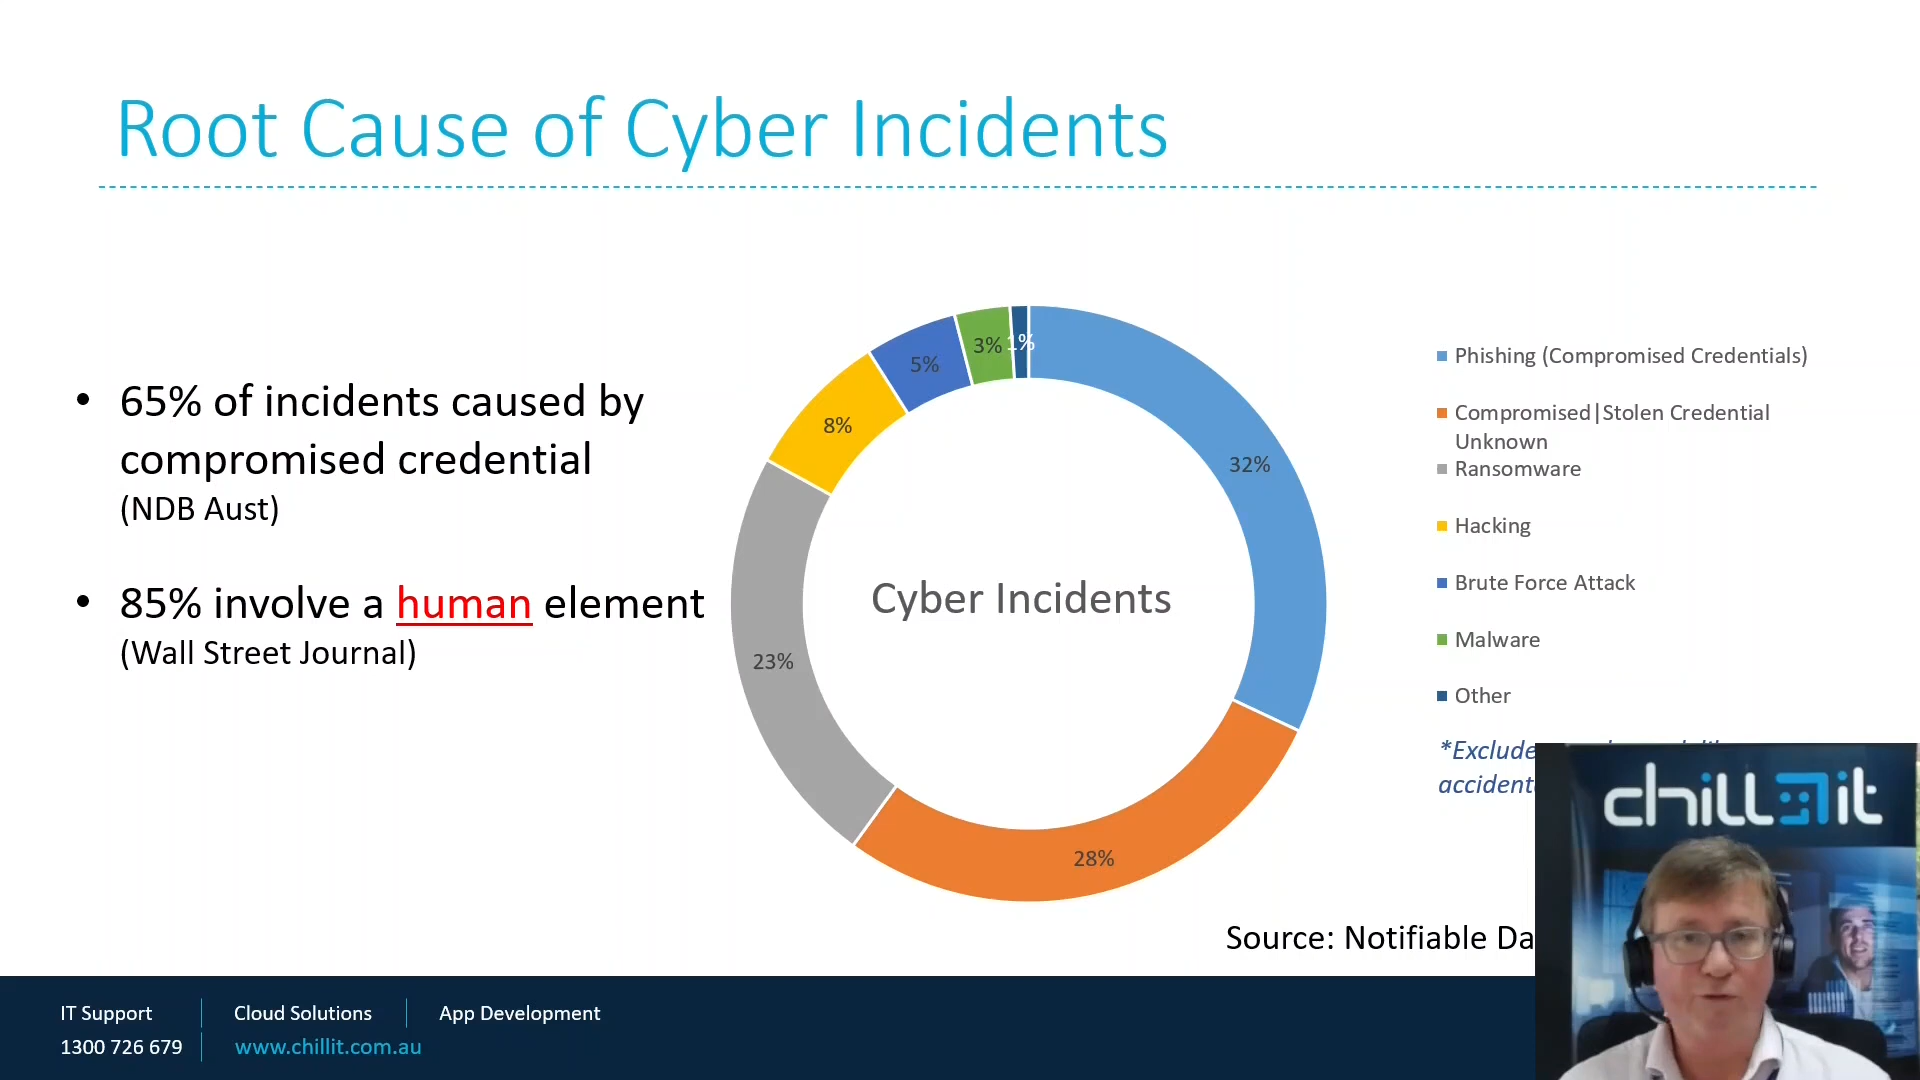 Root Cause of Cyber Incidents
• 65% of incidents caused by
compromised credential
(NDB Aust)
• 85% involve a human element
(Wall Street Journal)
Cyber Incidents
32%
28%
23%
8%
5%
3%
1%
Phishing (Compromised Credentials)
Compromised|Stolen Credential
Unknown
Ransomware
Hacking
Brute Force Attack
Malware
Other
Source: Notifiable
chillit
IT Support
Cloud Solutions
App Development
1300 726 679
www.chillit.com.au